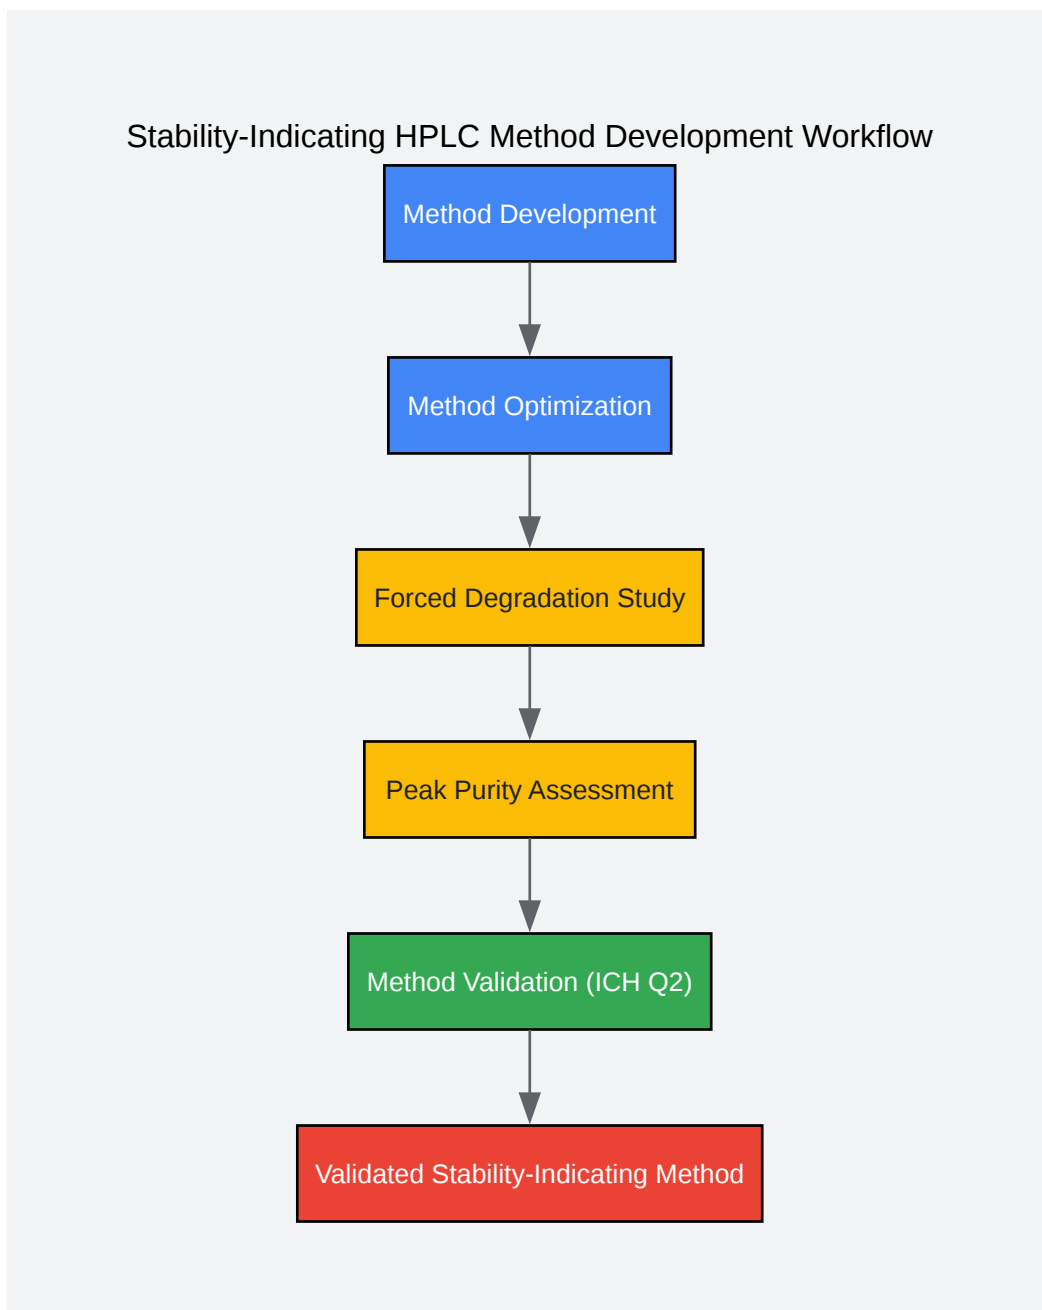 Stability-Indicating HPLC Method Development Workflow
Method Development
Method Optimization
Forced Degradation Study
Peak Purity Assessment
Method Validation (ICH Q2)
Validated Stability-Indicating Method